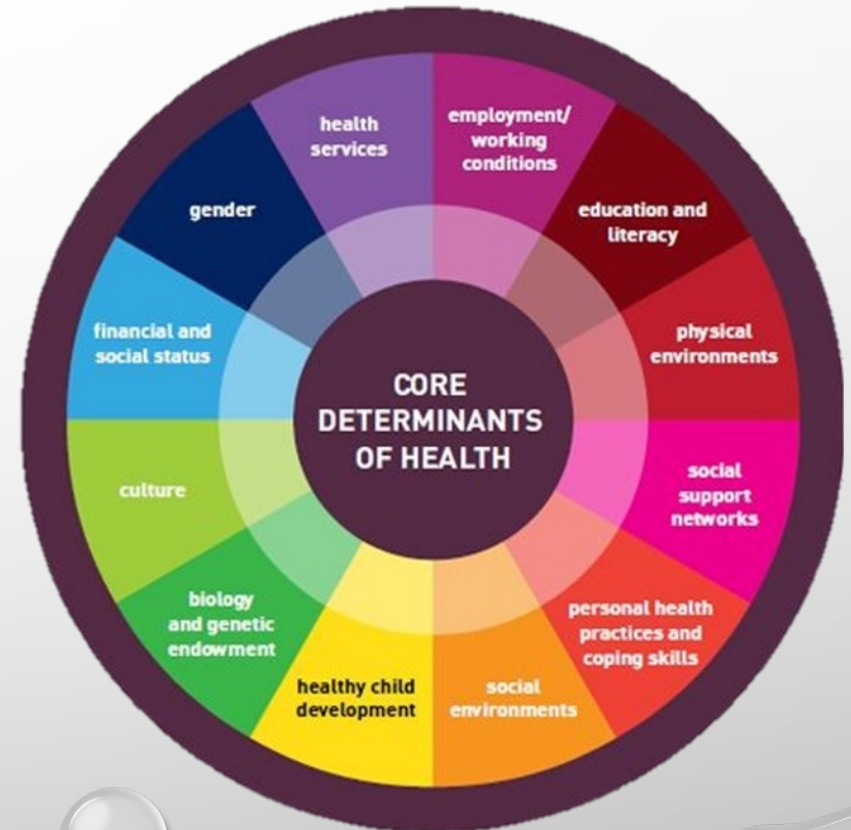 CORE
DETERMINANTS
OF HEALTH
employment/
working
conditions
education and
literacy
physical
environments
social
support
networks
personal health
practices and
coping skills
social
environments
healthy child
development
biology
and genetic
endowment
culture
financial and
social status
gender
health
services